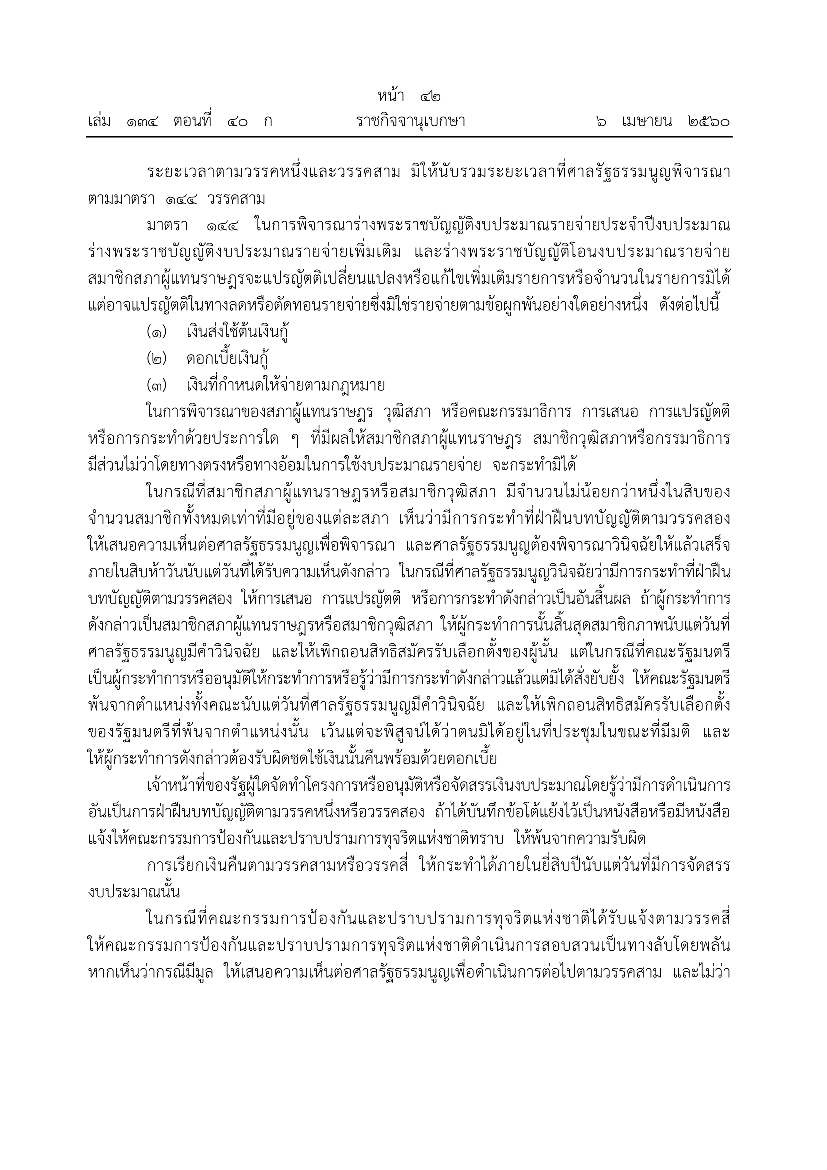 หน้า ๔๒
เล่ม ๑๓๔ ตอนที่ ๔๐ ก ราชกิจจานุเบกษา ๖ เมษายน ๒๕๖๐
ระยะเวลาตามวรรคหนึ่งและวรรคสาม มิให้นับรวมระยะเวลาที่ศาลรัฐธรรมนูญพิจารณา
ตามมาตรา ๑๔๔ วรรคสาม
มาตรา ๑๔๔ ในการพิจารณาร่างพระราชบัญญัติงบประมาณรายจ่ายประจำปีงบประมาณ
ร่างพระราชบัญญัติงบประมาณรายจ่ายเพิ่มเติม และร่างพระราชบัญญัติโอนงบประมาณรายจ่าย
สมาชิกสภาผู้แทนราษฎรจะแปรญัตติเปลี่ยนแปลงหรือแก้ไขเพิ่มเติมรายการหรือจำนวนในรายการมิได้
แต่อาจแปรญัตติในทางลดหรือตัดทอนรายจ่ายซึ่งมิใช่รายจ่ายตามข้อผูกพันอย่างใดอย่างหนึ่ง ดังต่อไปนี้
(๑) เงินส่งใช้ต้นเงินกู้
(๒) ดอกเบี้ยเงินกู้
(๓) เงินที่กำหนดให้จ่ายตามกฎหมาย
ในการพิจารณาของสภาผู้แทนราษฎร วุฒิสภา หรือคณะกรรมาธิการ การเสนอ การแปรญัตติ
หรือการกระทำด้วยประการใด ๆ ที่มีผลให้สมาชิกสภาผู้แทนราษฎร สมาชิกวุฒิสภาหรือกรรมาธิการ
มีส่วนไม่ว่าโดยทางตรงหรือทางอ้อมในการใช้งบประมาณรายจ่าย จะกระทำมิได้
ในกรณีที่สมาชิกสภาผู้แทนราษฎรหรือสมาชิกวุฒิสภา มีจำนวนไม่น้อยกว่าหนึ่งในสิบของ
จำนวนสมาชิกทั้งหมดเท่าที่มีอยู่ของแต่ละสภา เห็นว่ามีการกระทำที่ฝ่าฝืนบทบัญญัติตามวรรคสอง
ให้เสนอความเห็นต่อศาลรัฐธรรมนูญเพื่อพิจารณา และศาลรัฐธรรมนูญต้องพิจารณาวินิจฉัยให้แล้วเสร็จ
ภายในสิบห้าวันนับแต่วันที่ได้รับความเห็นดังกล่าว ในกรณีที่ศาลรัฐธรรมนูญวินิจฉัยว่ามีการกระทำที่ฝ่าฝืน
บทบัญญัติตามวรรคสอง ให้การเสนอ การแปรญัตติ หรือการกระทำดังกล่าวเป็นอันสิ้นผล ถ้าผู้กระทำการ
ดังกล่าวเป็นสมาชิกสภาผู้แทนราษฎรหรือสมาชิกวุฒิสภา ให้ผู้กระทำการนั้นสิ้นสุดสมาชิกภาพนับแต่วันที่
ศาลรัฐธรรมนูญมีคำวินิจฉัย และให้เพิกถอนสิทธิสมัครรับเลือกตั้งของผู้นั้น แต่ในกรณีที่คณะรัฐมนตรี
เป็นผู้กระทำการหรืออนุมัติให้กระทำการหรือรู้ว่ามีการกระทำดังกล่าวแล้วแต่มิได้สั่งยับยั้ง ให้คณะรัฐมนตรี
พ้นจากตำแหน่งทั้งคณะนับแต่วันที่ศาลรัฐธรรมนูญมีคำวินิจฉัย และให้เพิกถอนสิทธิสมัครรับเลือกตั้ง
ของรัฐมนตรีที่พ้นจากตำแหน่งนั้น เว้นแต่จะพิสูจน์ได้ว่าตนมิได้อยู่ในที่ประชุมในขณะที่มีมติ และ
ให้ผู้กระทำการดังกล่าวต้องรับผิดชดใช้เงินนั้นคืนพร้อมด้วยดอกเบี้ย
เจ้าหน้าที่ของรัฐผู้ใดจัดทำโครงการหรืออนุมัติหรือจัดสรรเงินงบประมาณโดยรู้ว่ามีการดำเนินการ
อันเป็นการฝ่าฝืนบทบัญญัติตามวรรคหนึ่งหรือวรรคสอง ถ้าได้บันทึกข้อโต้แย้งไว้เป็นหนังสือหรือมีหนังสือ
แจ้งให้คณะกรรมการป้องกันและปราบปรามการทุจริตแห่งชาติทราบ ให้พ้นจากความรับผิด
การเรียกเงินคืนตามวรรคสามหรือวรรคสี่ ให้กระทำได้ภายในยี่สิบปีนับแต่วันที่มีการจัดสรร
งบประมาณนั้น
ในกรณีที่คณะกรรมการป้องกันและปราบปรามการทุจริตแห่งชาติได้รับแจ้งตามวรรคสี่
ให้คณะกรรมการป้องกันและปราบปรามการทุจริตแห่งชาติดำเนินการสอบสวนเป็นทางลับโดยพลัน
หากเห็นว่ากรณีมีมูล ให้เสนอความเห็นต่อศาลรัฐธรรมนูญเพื่อดำเนินการต่อไปตามวรรคสาม และไม่ว่า